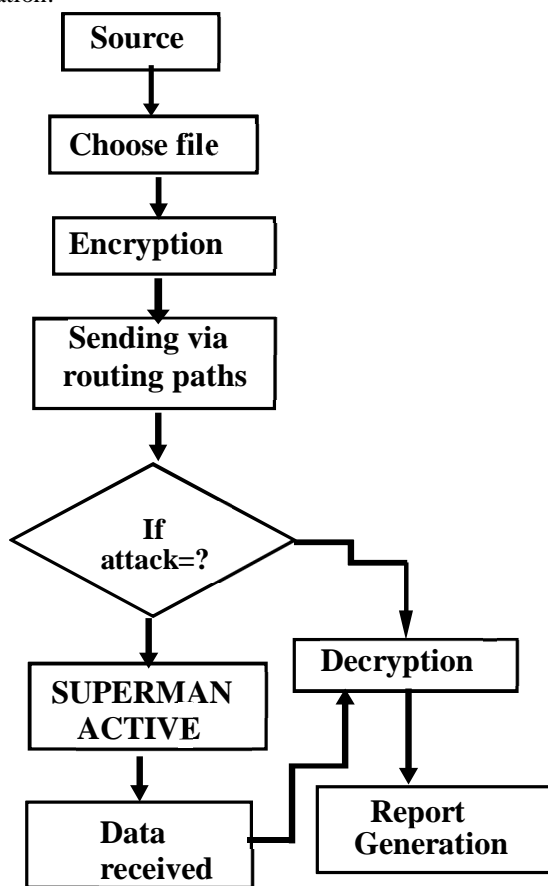 Source
Choose file
Encryption
Sending via
routing paths
If
attack=?
SUPERMAN
ACTIVE
Decryption
Data
received
Report
Generation